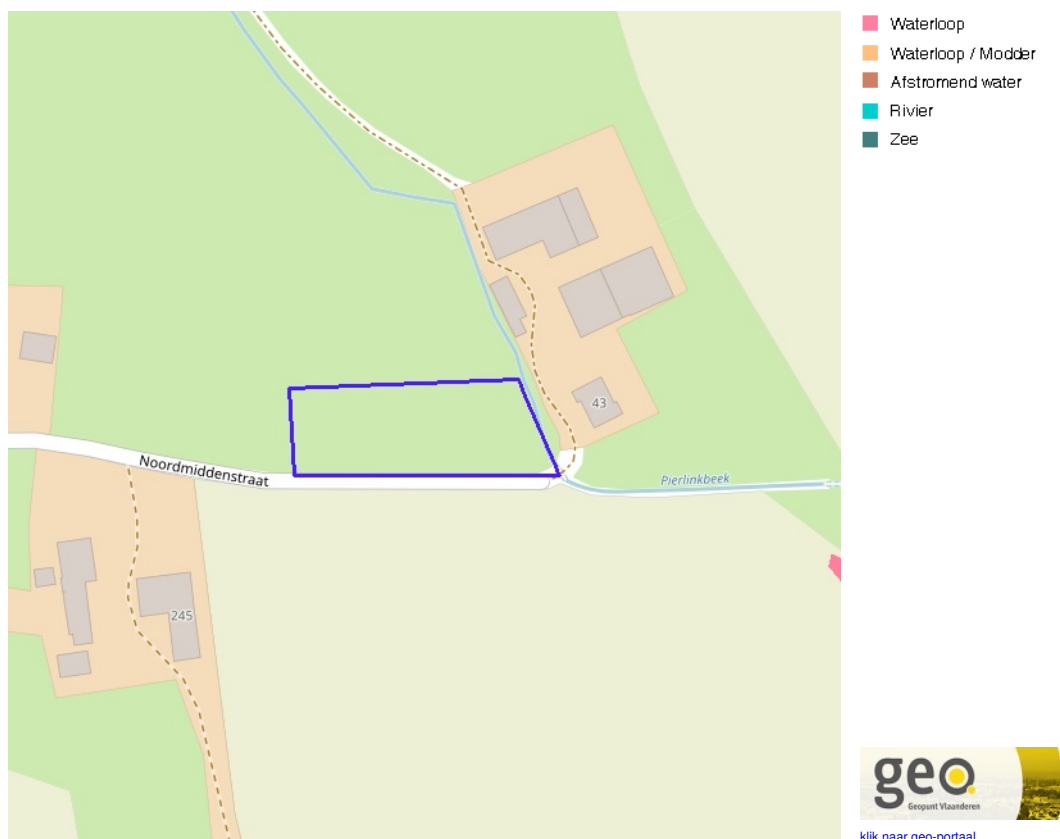 Waterloop
Waterloop / Modder
Afstromend water
Rivier
Zee
43
Noordmiddenstraat
Pierlinkbeek
245
geo
Geopunt Vlaanderen
klik naar geo-portaal